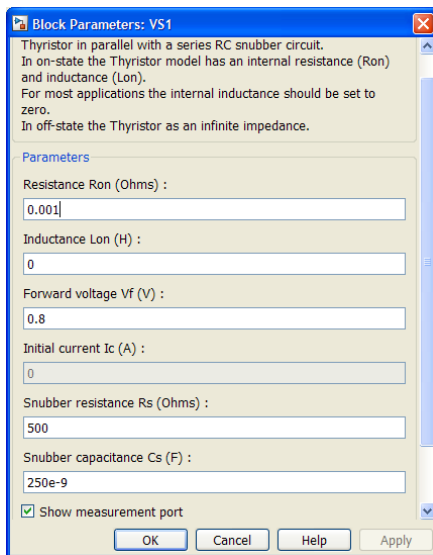 Block Parameters: VS1
Thyristor in parallel with a series RC snubber circuit.
In on-state the Thyristor model has an internal resistance (Ron)
and inductance (Lon).
For most applications the internal inductance should be set to
zero.
In off-state the Thyristor as an infinite impedance.
Parameters
Resistance Ron (Ohms) :
0.001
Inductance Lon (H) :
0
Forward voltage Vf (V) :
0.8
Initial current Ic (A) :
0
Snubber resistance Rs (Ohms) :
500
Snubber capacitance Cs (F) :
250e-9
Show measurement port
OK Cancel Help Apply